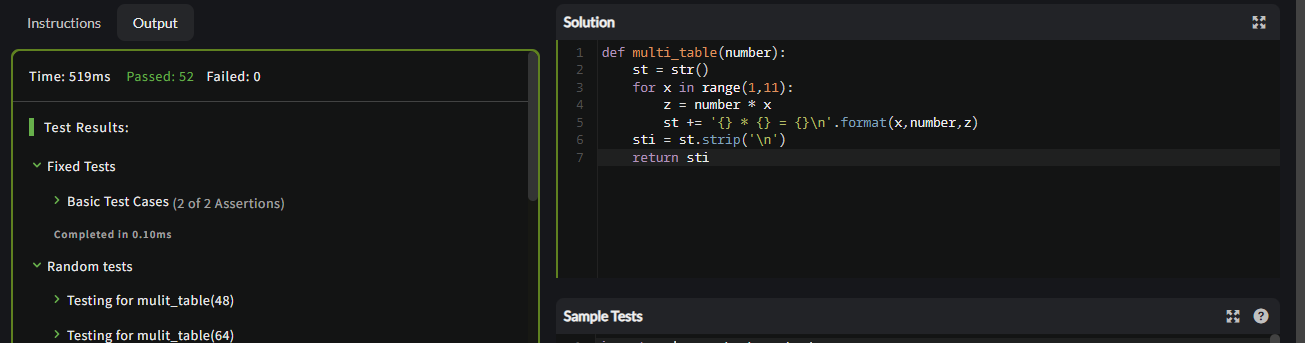 Instructions
Output
Time: 519ms Passed: 52 Failed: 0
Test Results:
Fixed Tests
Basic Test Cases (2 of 2 Assertions)
Completed in 0.10ms
Random tests
Testing for mulit_table(48)
Testing for mulit_table(64)
Solution
1 def multi_table(number):
2     st = str()
3     for x in range(1,11):
4         z = number * x
5         st += '{} * {} = {}\n'.format(x,number,z)
6     sti = st.strip('\n')
7     return sti
Sample Tests
?